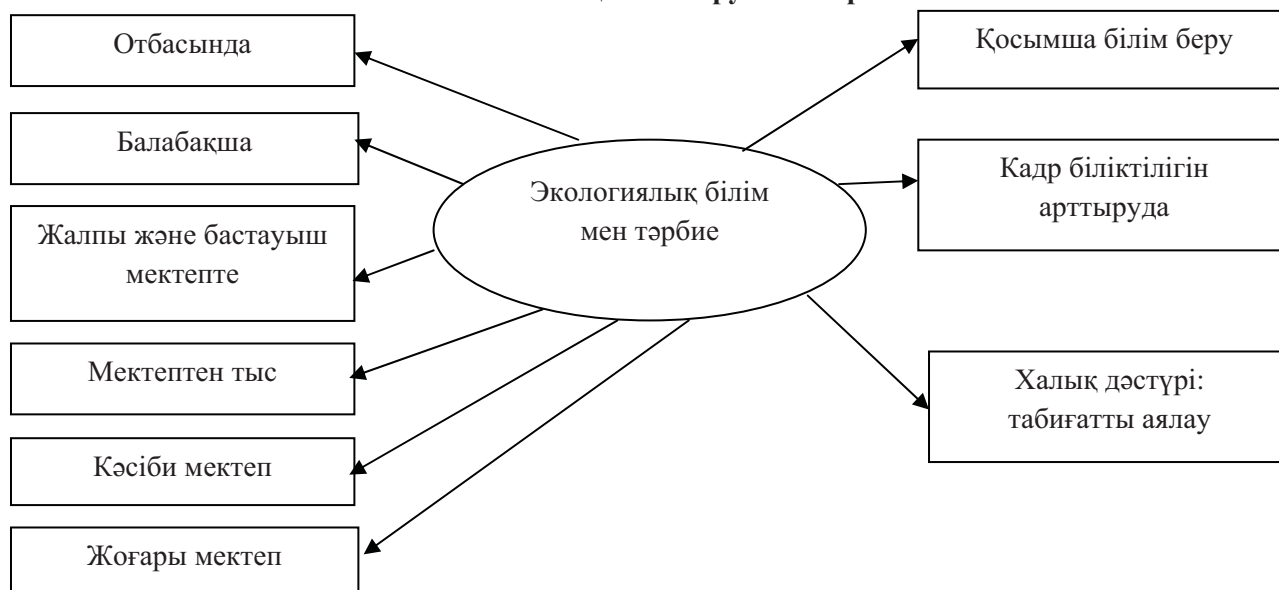 Отбасында
Балабақша
Жалпы және бастауыш
мектепте
Мектептен тыс
Кәсіби мектеп
Жоғары мектеп
Экологиялық білім
мен тәрбие
Қосымша білім беру
Кадр біліктілігін
арттыруда
Халық дәстүрі:
табиғатты аялау